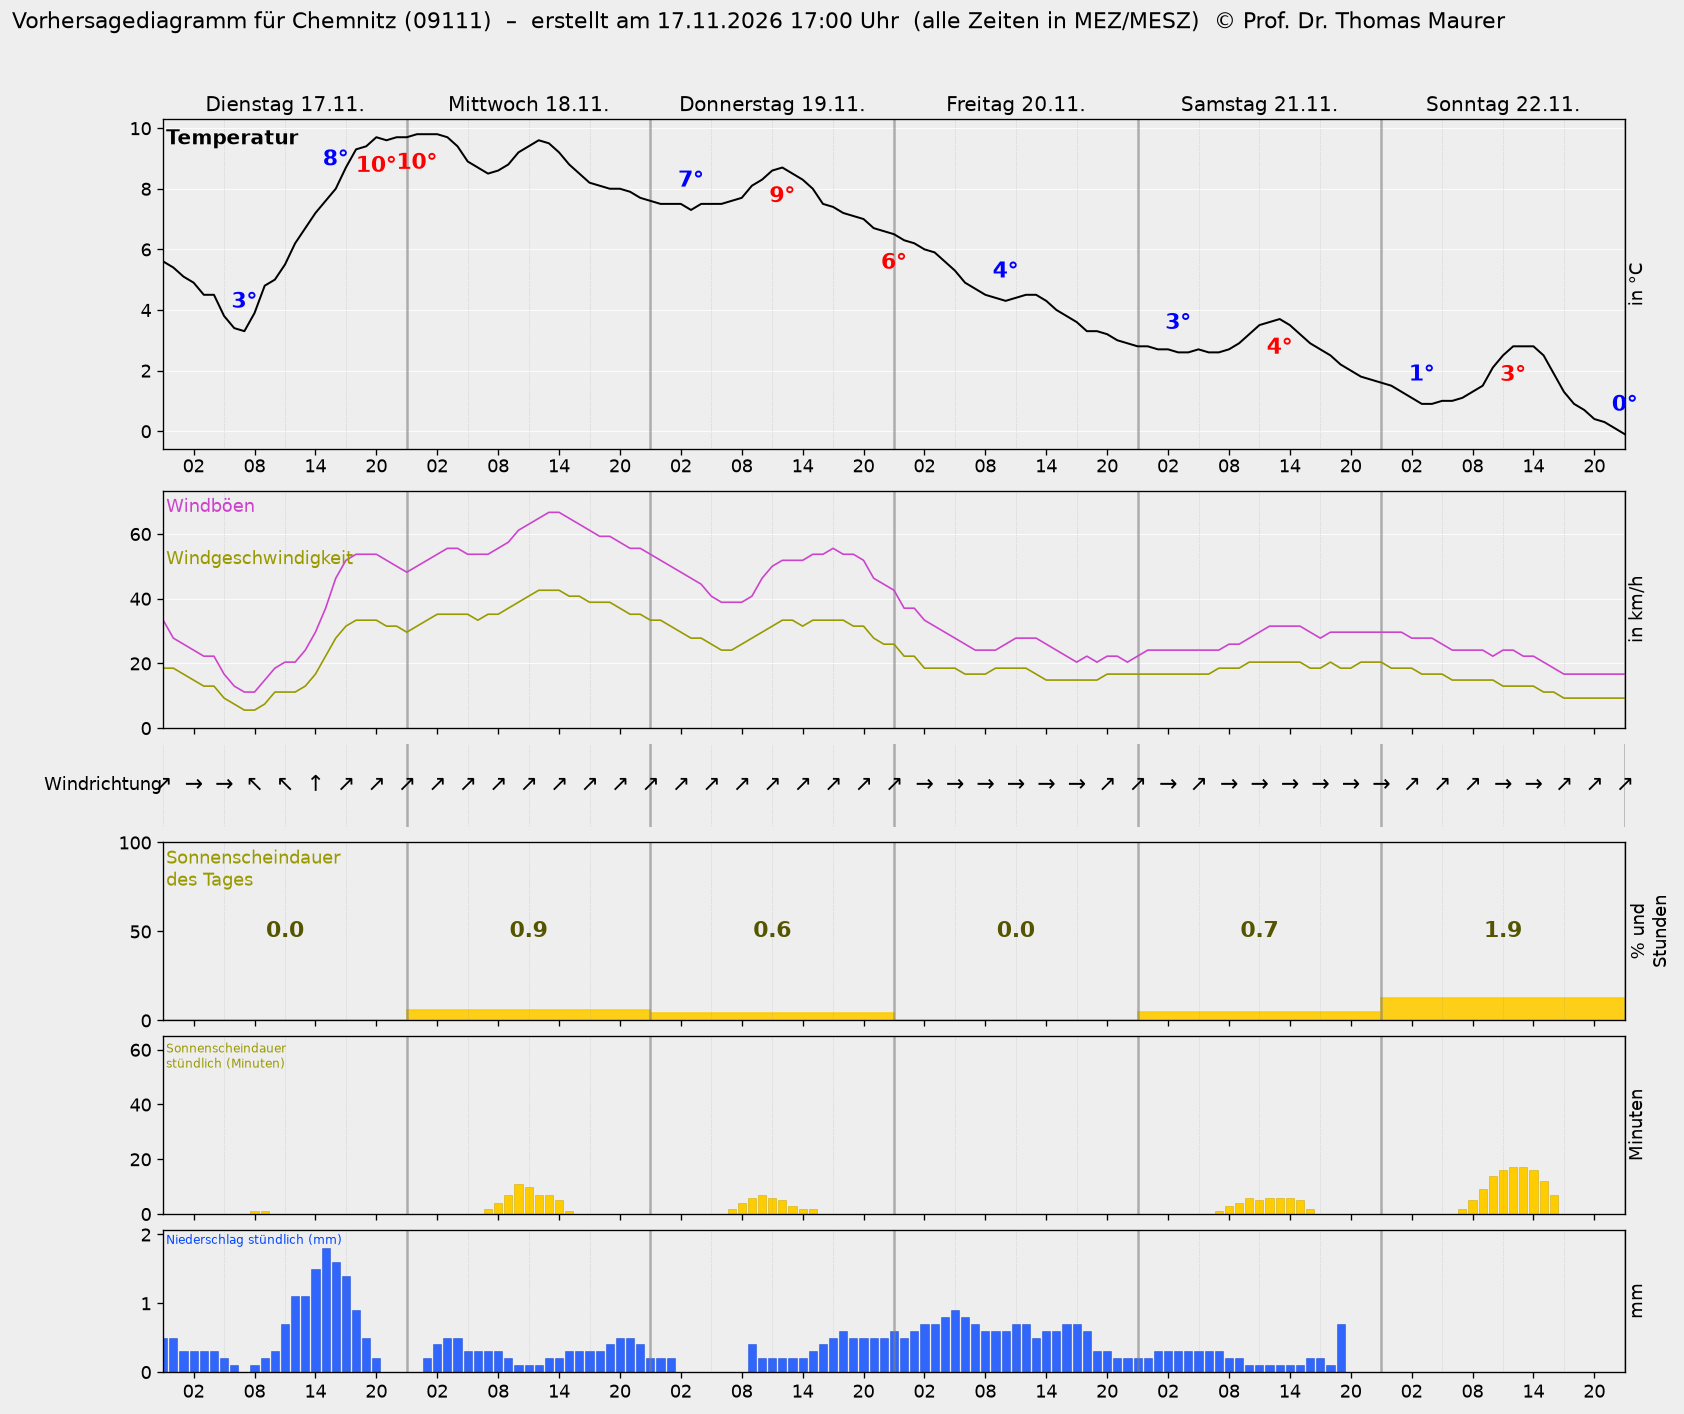 Vorhersagediagramm für Chemnitz (09111)  –  erstellt am 17.11.2026 17:00 Uhr  (alle Zeiten in MEZ/MESZ)  © Prof. Dr. Thomas Maurer
Dienstag 17.11. Mittwoch 18.11. Donnerstag 19.11. Freitag 20.11. Samstag 21.11. Sonntag 22.11.
Temperatur
10
8
6
4
2
0
3° 8° 10° 10° 7° 9° 6° 4° 3° 4° 1° 3° 0°
in °C
02 08 14 20 02 08 14 20 02 08 14 20 02 08 14 20 02 08 14 20 02 08 14 20
Windböen
Windgeschwindigkeit
60
40
20
0
in km/h
Windrichtung
↗ → → ↖ ↖ ↑ ↗ ↗ ↗ ↗ ↗ ↗ ↗ ↗ ↗ ↗ ↗ ↗ ↗ ↗ ↗ ↗ ↗ ↗ ↗ → → → → → → ↗ ↗ → ↗ → → → → → → ↗ ↗ ↗ → → ↗ ↗ ↗
Sonnenscheindauer
des Tages
100
50
0
0.0 0.9 0.6 0.0 0.7 1.9
% und
Stunden
Sonnenscheindauer
stündlich (Minuten)
60
40
20
0
Minuten
Niederschlag stündlich (mm)
2
1
0
mm
02 08 14 20 02 08 14 20 02 08 14 20 02 08 14 20 02 08 14 20 02 08 14 20